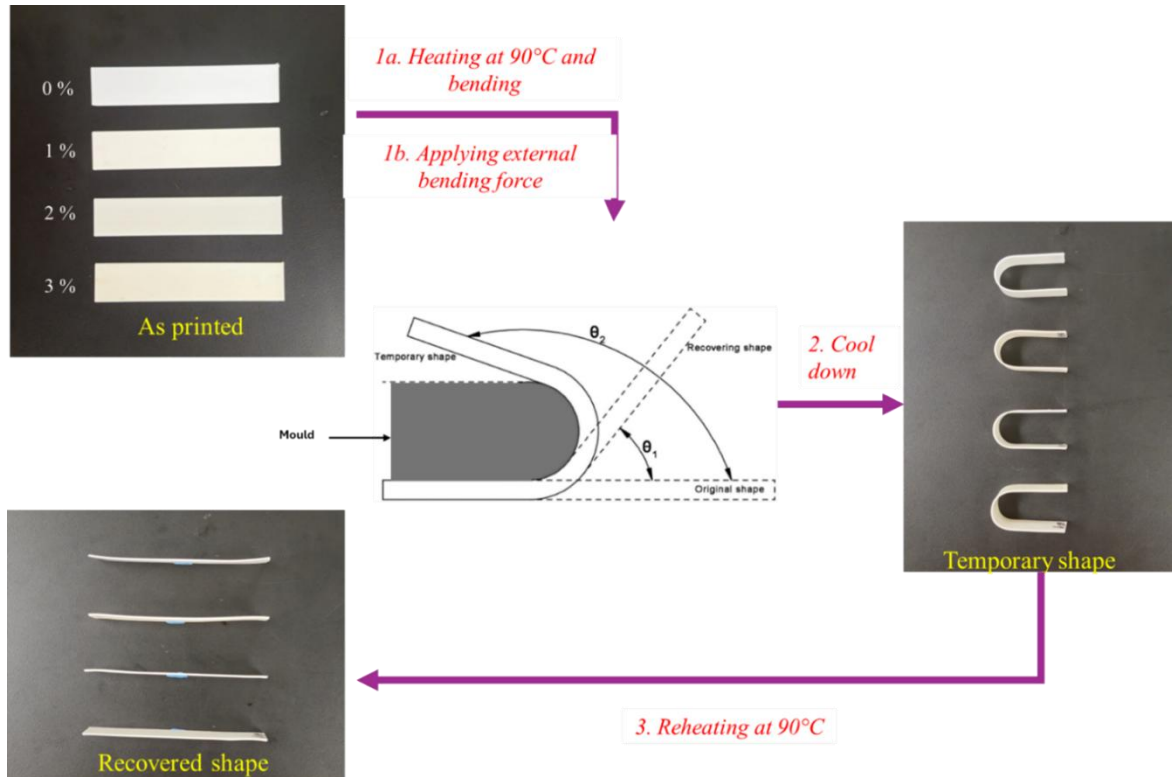 0 %
1 %
2 %
3 %
As printed
1a. Heating at 90°C and
bending
1b. Applying external
bending force
Temporary shape
θ2
Recovering shape
Mould
θ1
Original shape
2. Cool
down
Temporary shape
3. Reheating at 90°C
Recovered shape